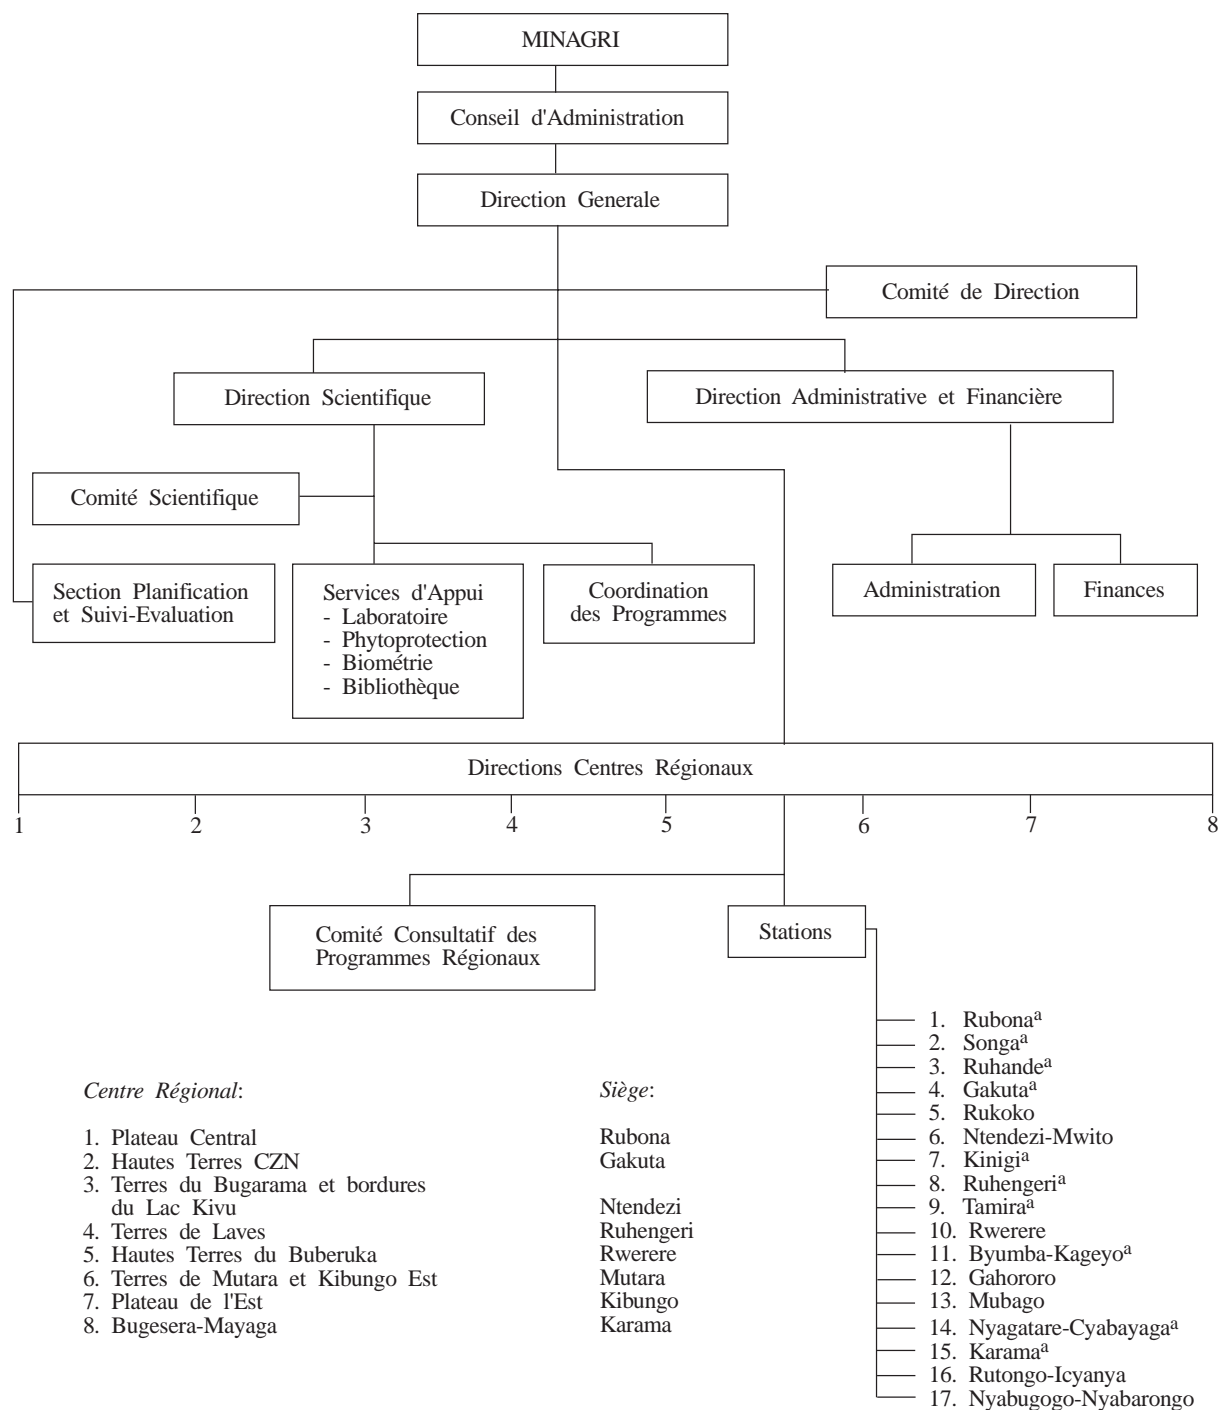 MINAGRI
Conseil d'Administration
Direction Generale
Comité de Direction
Direction Scientifique
Direction Administrative et Financière
Comité Scientifique
Section Planification
et Suivi-Evaluation
Services d'Appui
- Laboratoire
- Phytoprotection
- Biométrie
- Bibliothèque
Coordination
des Programmes
Administration
Finances
Directions Centres Régionaux
1 2 3 4 5 6 7 8
Comité Consultatif des
Programmes Régionaux
Stations
1. Rubonaᵃ
2. Songaᵃ
3. Ruhandeᵃ
4. Gakutaᵃ
5. Rukoko
6. Ntendezi-Mwito
7. Kinigiᵃ
8. Ruhengeriᵃ
9. Tamiraᵃ
10. Rwerere
11. Byumba-Kageyoᵃ
12. Gahororo
13. Mubago
14. Nyagatare-Cyabayagaᵃ
15. Karamaᵃ
16. Rutongo-Icyanya
17. Nyabugogo-Nyabarongo
Centre Régional: Siège:
1. Plateau Central Rubona
2. Hautes Terres CZN Gakuta
3. Terres du Bugarama et bordures
du Lac Kivu Ntendezi
4. Terres de Laves Ruhengeri
5. Hautes Terres du Buberuka Rwerere
6. Terres de Mutara et Kibungo Est Mutara
7. Plateau de l'Est Kibungo
8. Bugesera-Mayaga Karama